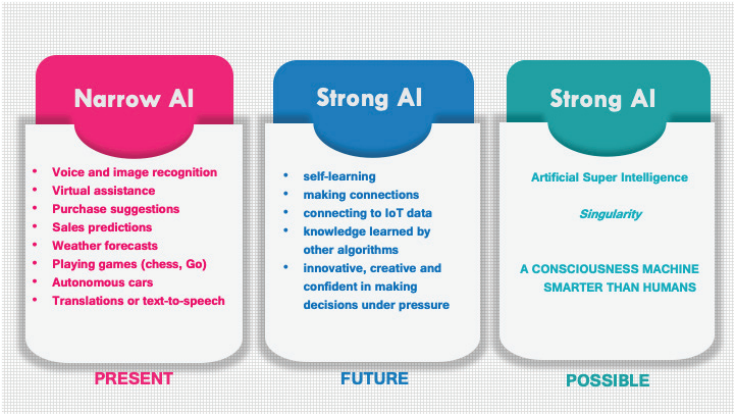 Narrow AI
• Voice and image recognition
• Virtual assistance
• Purchase suggestions
• Sales predictions
• Weather forecasts
• Playing games (chess, Go)
• Autonomous cars
• Translations or text-to-speech
PRESENT
Strong AI
• self-learning
• making connections
• connecting to IoT data
• knowledge learned by
other algorithms
• innovative, creative and
confident in making
decisions under pressure
FUTURE
Strong AI
Artificial Super Intelligence
Singularity
A CONSCIOUSNESS MACHINE
SMARTER THAN HUMANS
POSSIBLE